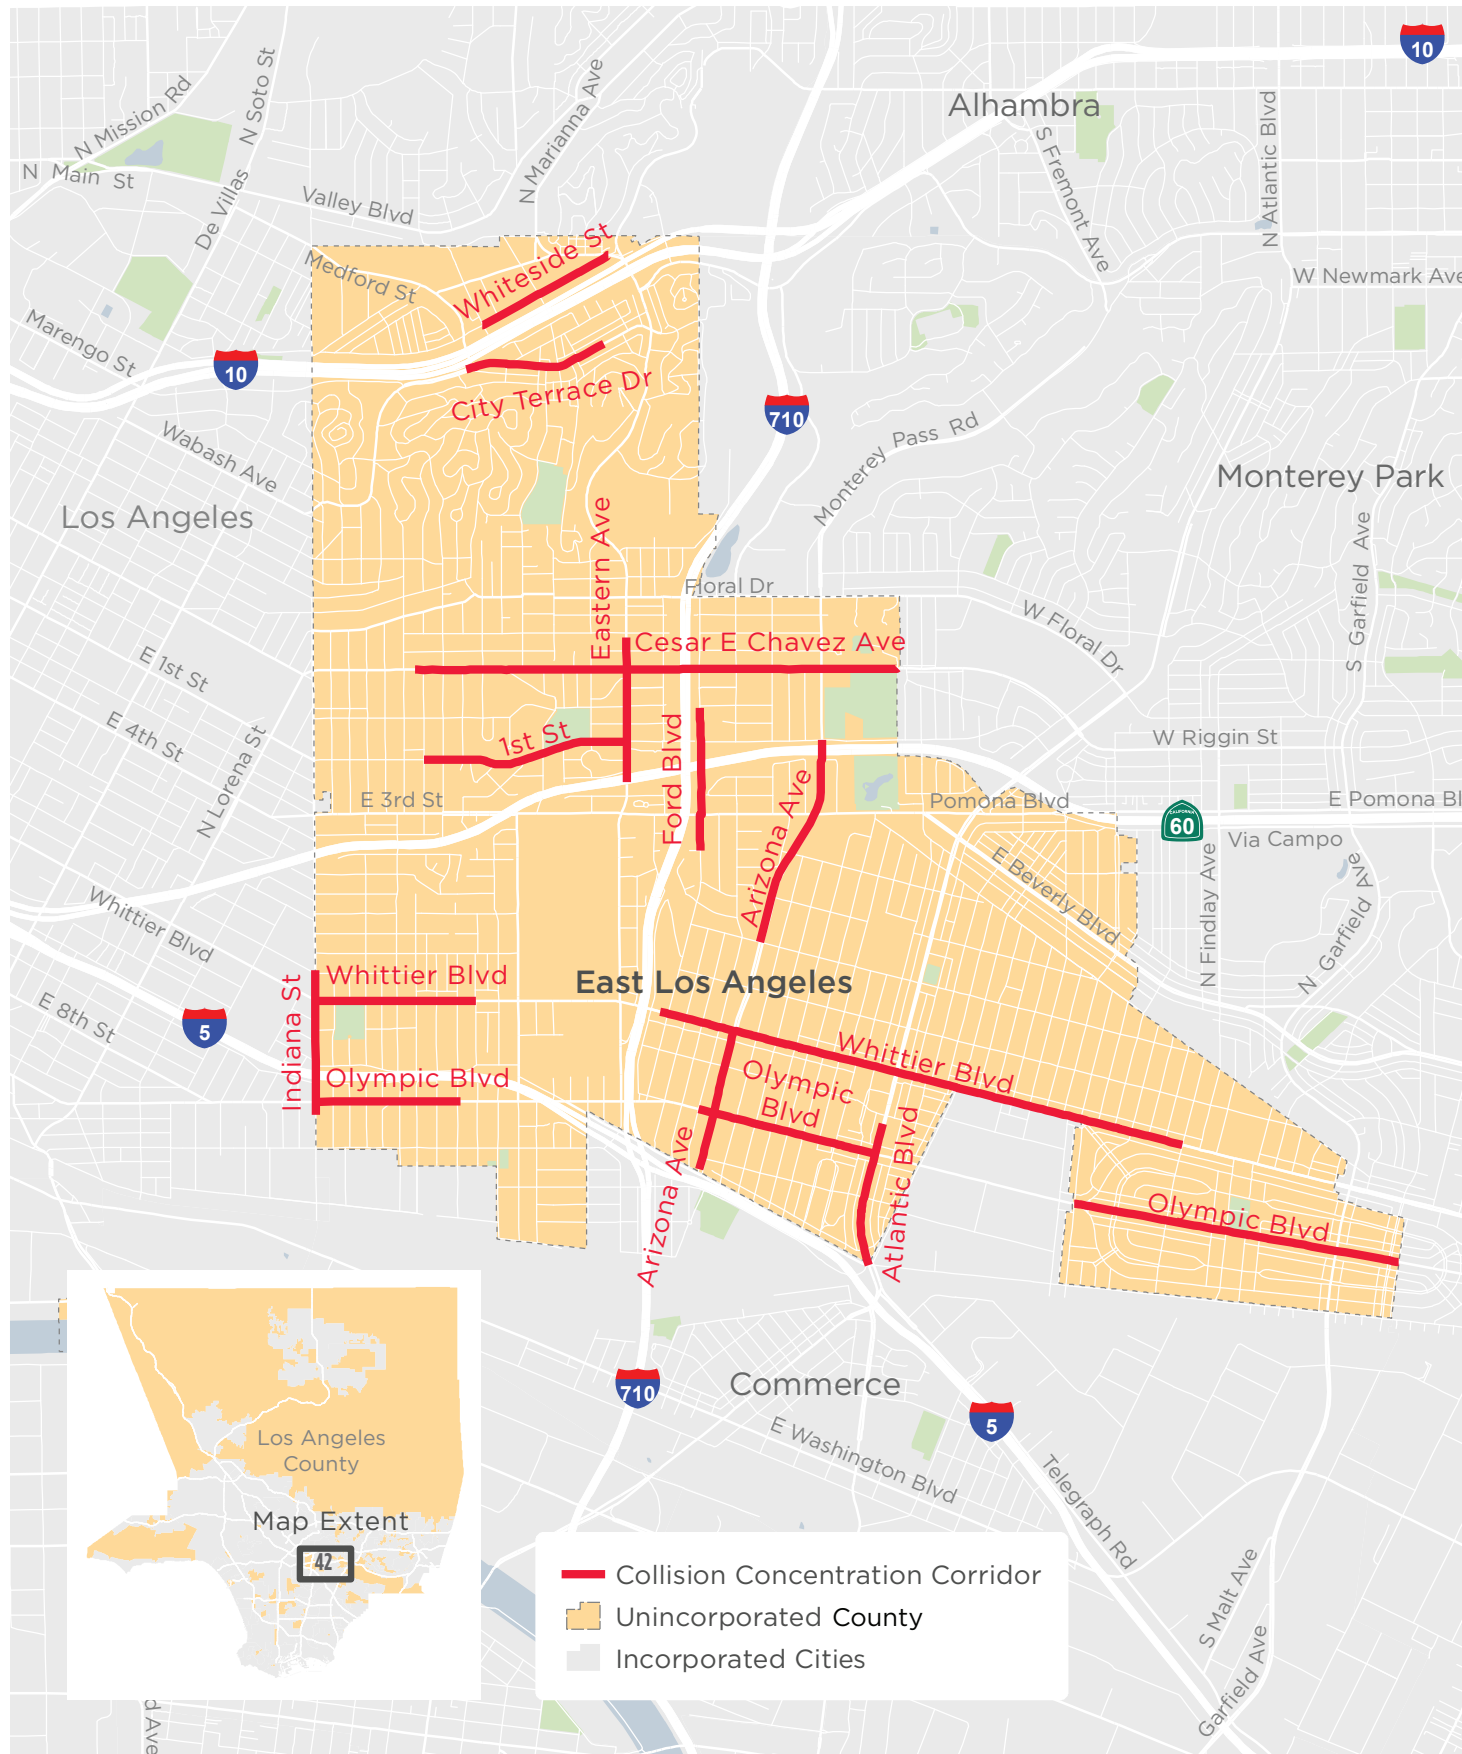 10
Alhambra
N Mission Rd
N Soto St
N Marianna Ave
S Fremont Ave
N Atlantic Blvd
N Main St
De Villas
Valley Blvd
Whiteside St
Medford St
W Newmark Ave
Marengo St
10
City Terrace Dr
710
Monterey Pass Rd
Wabash Ave
Monterey Park
Los Angeles
Eastern Ave
S Garfield Ave
Floral Dr
W Floral Dr
Cesar E Chavez Ave
E 1st St
E 4th St
N Lorena St
1st St
Ford Blvd
W Riggin St
E 3rd St
Arizona Ave
Pomona Blvd
CALIFORNIA
60
E Pomona Bl
Via Campo
E Beverly Blvd
N Findlay Ave
N Garfield Ave
Whittier Blvd
Whittier Blvd
East Los Angeles
Indiana St
E 8th St
5
Olympic Blvd
Whittier Blvd
Olympic
Blvd
Arizona Ave
Atlantic Blvd
Olympic Blvd
710
Commerce
5
E Washington Blvd
Telegraph Rd
S Malt Ave
Garfield Ave
Los Angeles
County
Map Extent
42
Collision Concentration Corridor
Unincorporated County
Incorporated Cities
d Ave